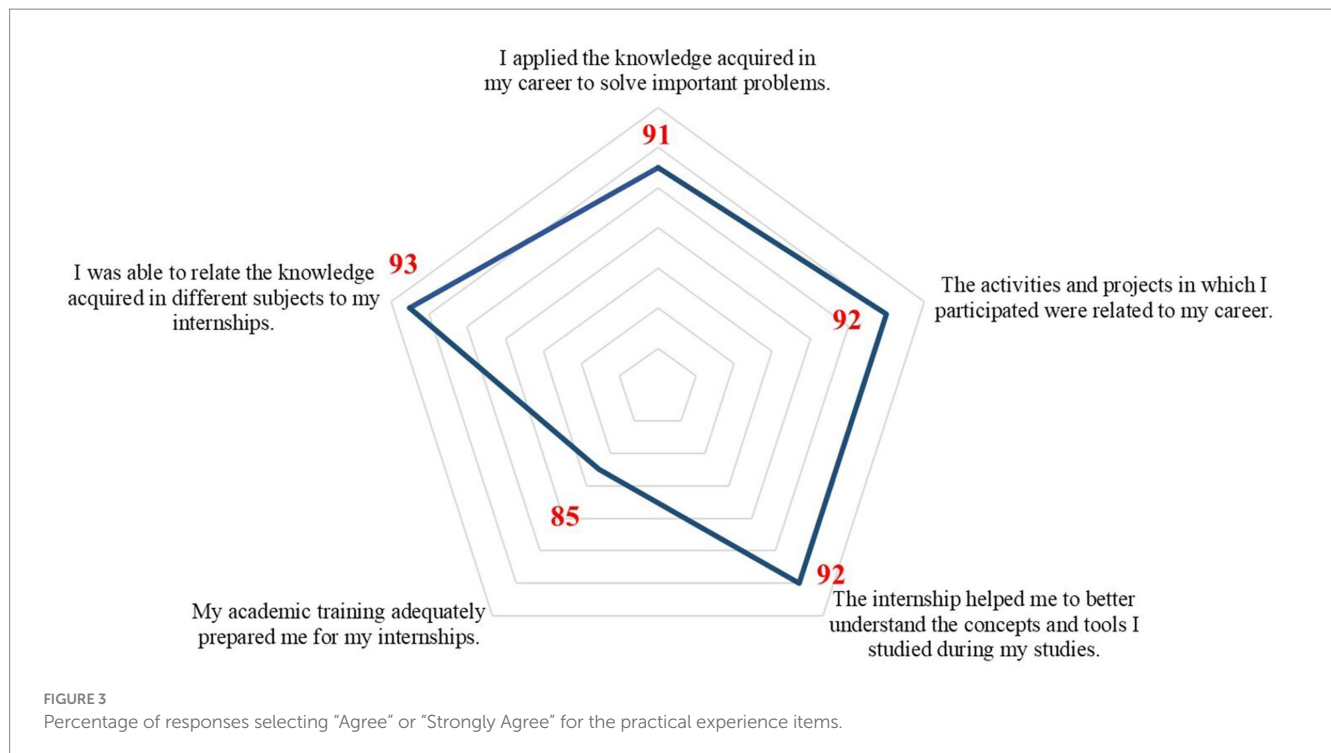 I applied the knowledge acquired in
my career to solve important problems.
91
93
I was able to relate the knowledge
acquired in different subjects to my
internships.
The activities and projects in which I
participated were related to my career.
92
85
92
My academic training adequately
prepared me for my internships.
The internship helped me to better
understand the concepts and tools I
studied during my studies.
FIGURE 3
Percentage of responses selecting “Agree” or “Strongly Agree” for the practical experience items.